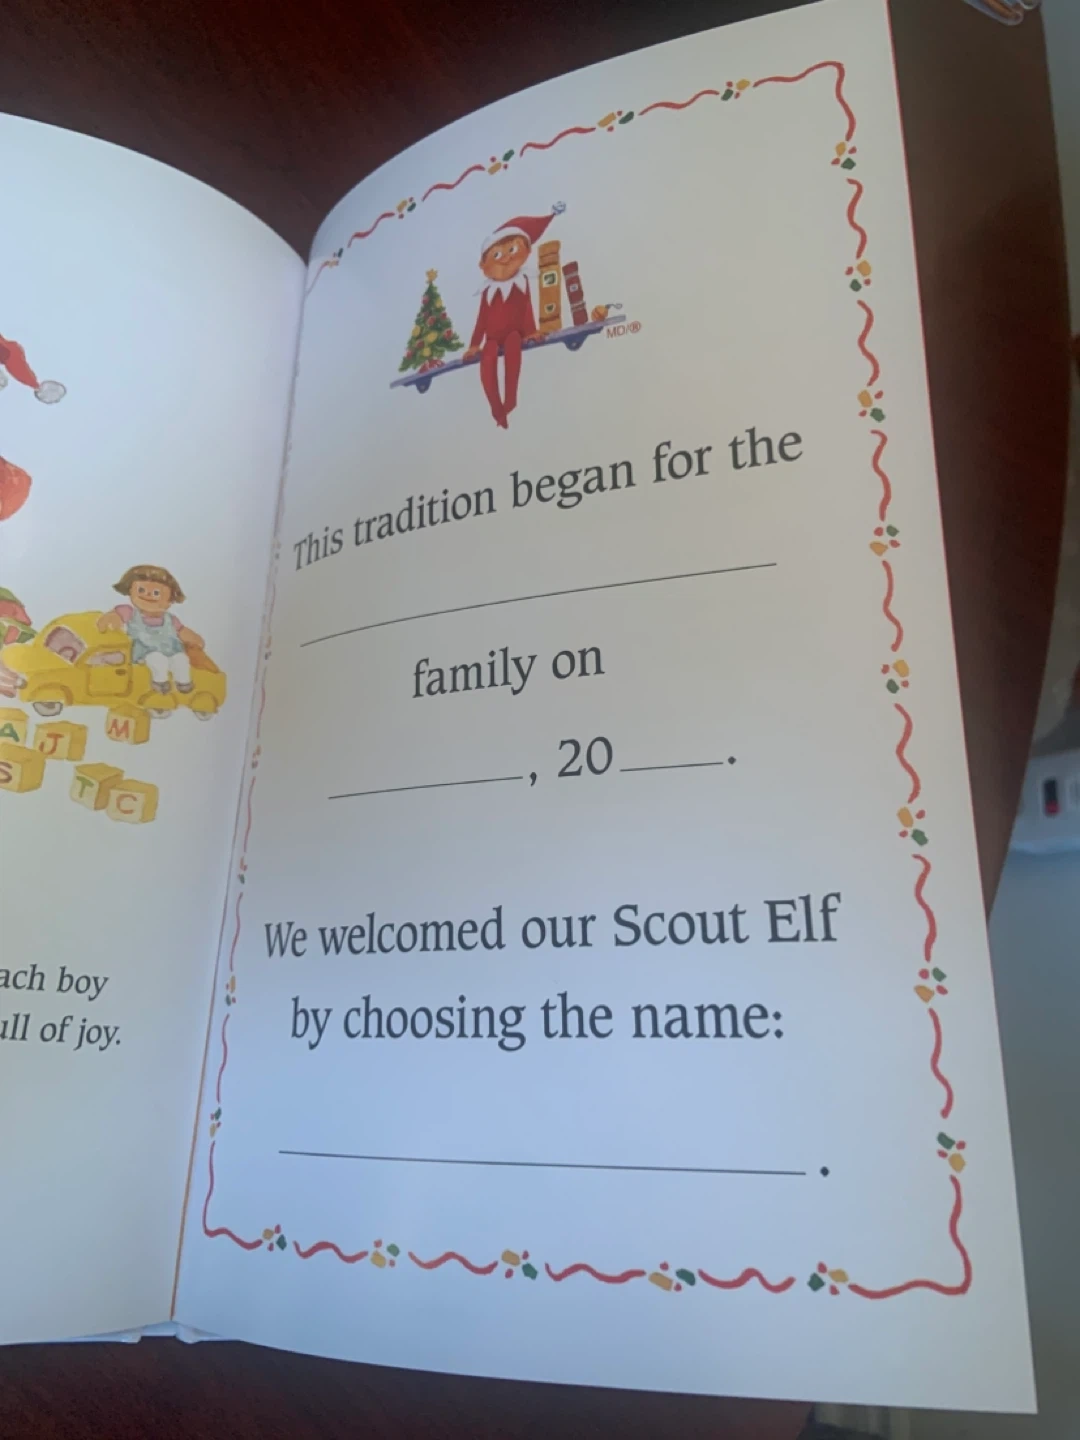 A J M
S T C
ach boy
ull of joy.
MD/®
This tradition began for the
family on
, 20 .
We welcomed our Scout Elf
by choosing the name:
.